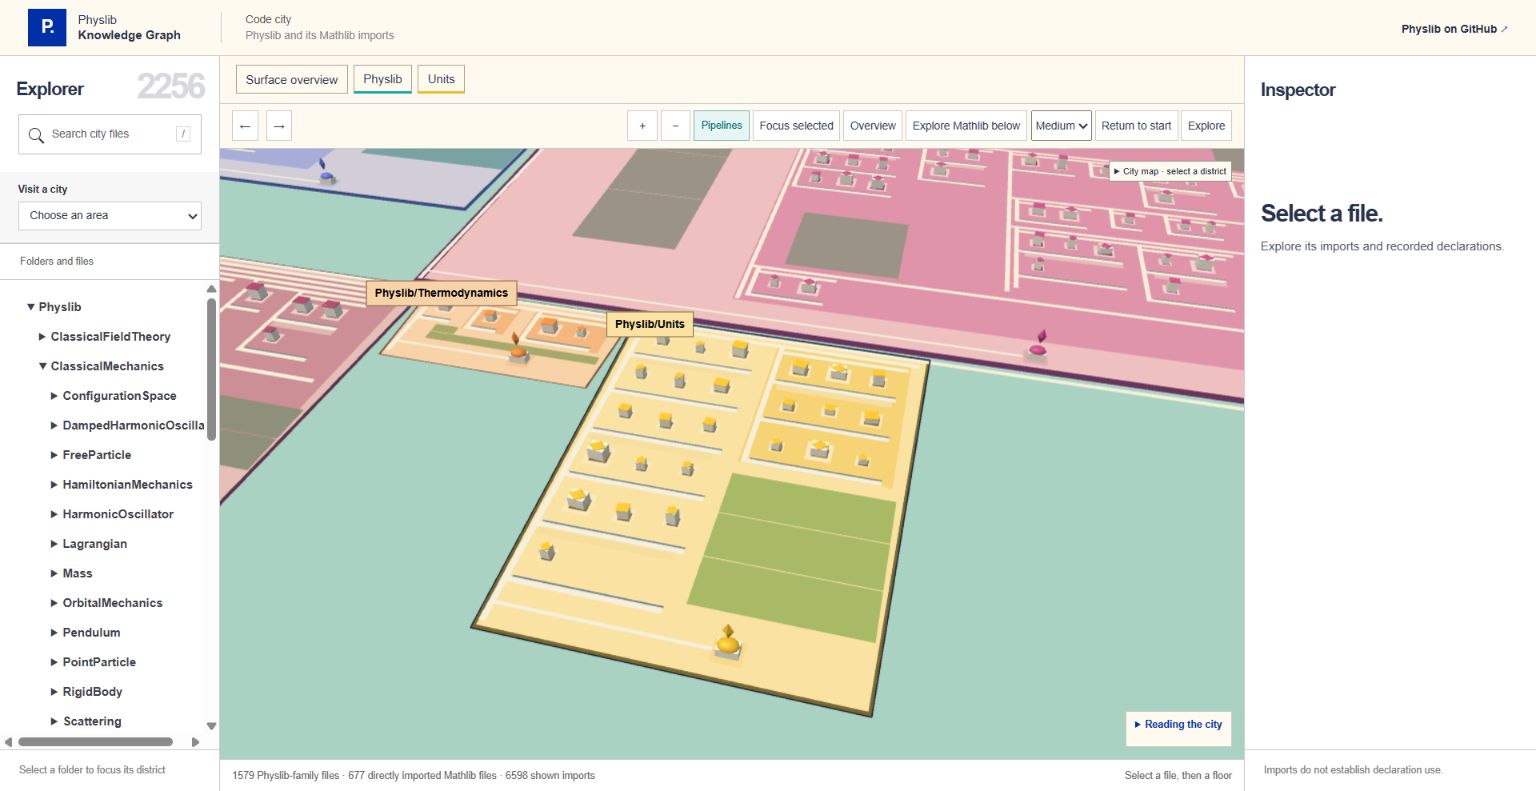 P.
Physlib
Knowledge Graph
Code city
Physlib and its Mathlib imports
Physlib on GitHub ↗
Explorer
2256
Search city files
/
Visit a city
Choose an area
Folders and files
▼ Physlib
▶ ClassicalFieldTheory
▼ ClassicalMechanics
▶ ConfigurationSpace
▶ DampedHarmonicOscilla
▶ FreeParticle
▶ HamiltonianMechanics
▶ HarmonicOscillator
▶ Lagrangian
▶ Mass
▶ OrbitalMechanics
▶ Pendulum
▶ PointParticle
▶ RigidBody
▶ Scattering
Select a folder to focus its district
Surface overview
Physlib
Units
← → + − Pipelines Focus selected Overview Explore Mathlib below Medium Return to start Explore
▶ City map · select a district
Physlib/Thermodynamics
Physlib/Units
▶ Reading the city
1579 Physlib-family files · 677 directly imported Mathlib files · 6598 shown imports
Select a file, then a floor
Inspector
Select a file.
Explore its imports and recorded declarations.
Imports do not establish declaration use.